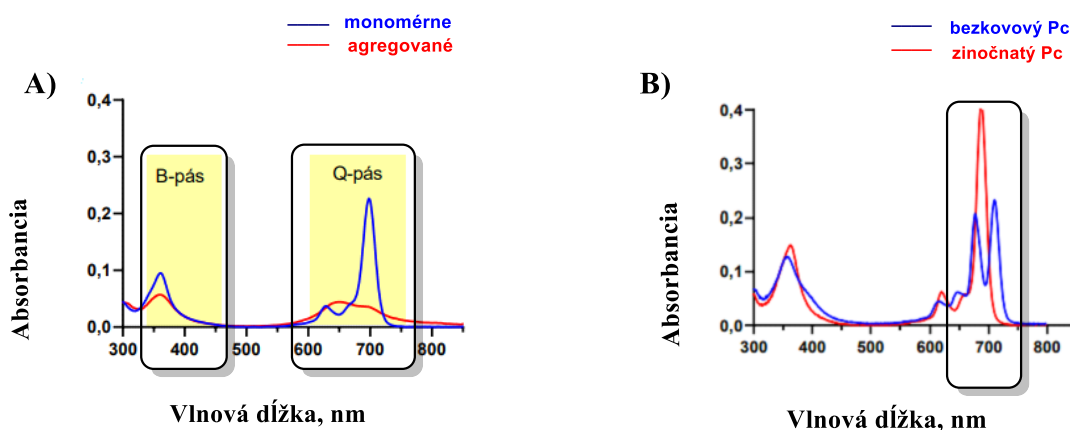 monomérne
agregované
A)
0,4
0,3
0,2
0,1
0,0
B-pás
Q-pás
300 400 500 600 700 800
Absorbancia
Vlnová dĺžka, nm
bezkovový Pc
zinočnatý Pc
B)
0,4
0,3
0,2
0,1
0,0
300 400 500 600 700 800
Absorbancia
Vlnová dĺžka, nm